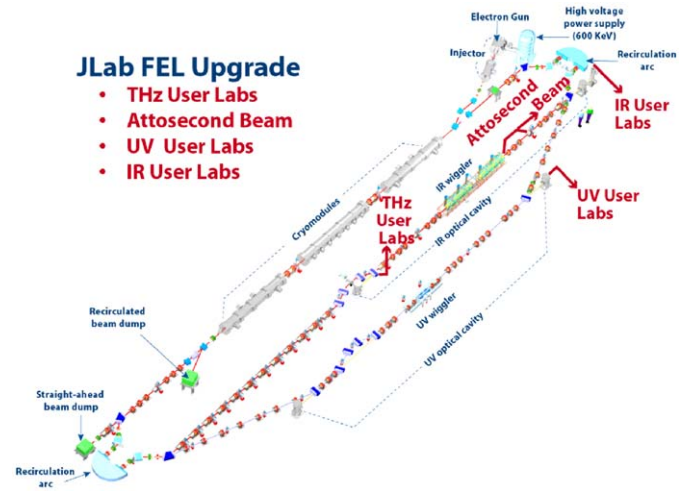 Electron Gun
High voltage
power supply
(600 KeV)
Injector
Recirculation
arc
JLab FEL Upgrade
• THz User Labs
• Attosecond Beam
• UV User Labs
• IR User Labs
Attosecond
Beam
IR User
Labs
IR wiggler
UV User
Labs
Cryomodules
THz
User
Labs
IR optical cavity
UV wiggler
UV optical cavity
Recirculated
beam dump
Straight-ahead
beam dump
Recirculation
arc